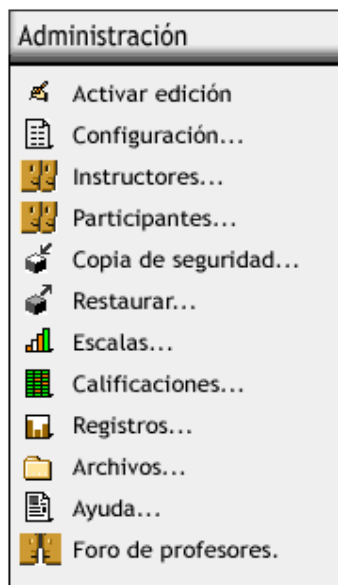 Administración
Activar edición
Configuración...
Instructores...
Participantes...
Copia de seguridad...
Restaurar...
Escalas...
Calificaciones...
Registros...
Archivos...
Ayuda...
Foro de profesores.